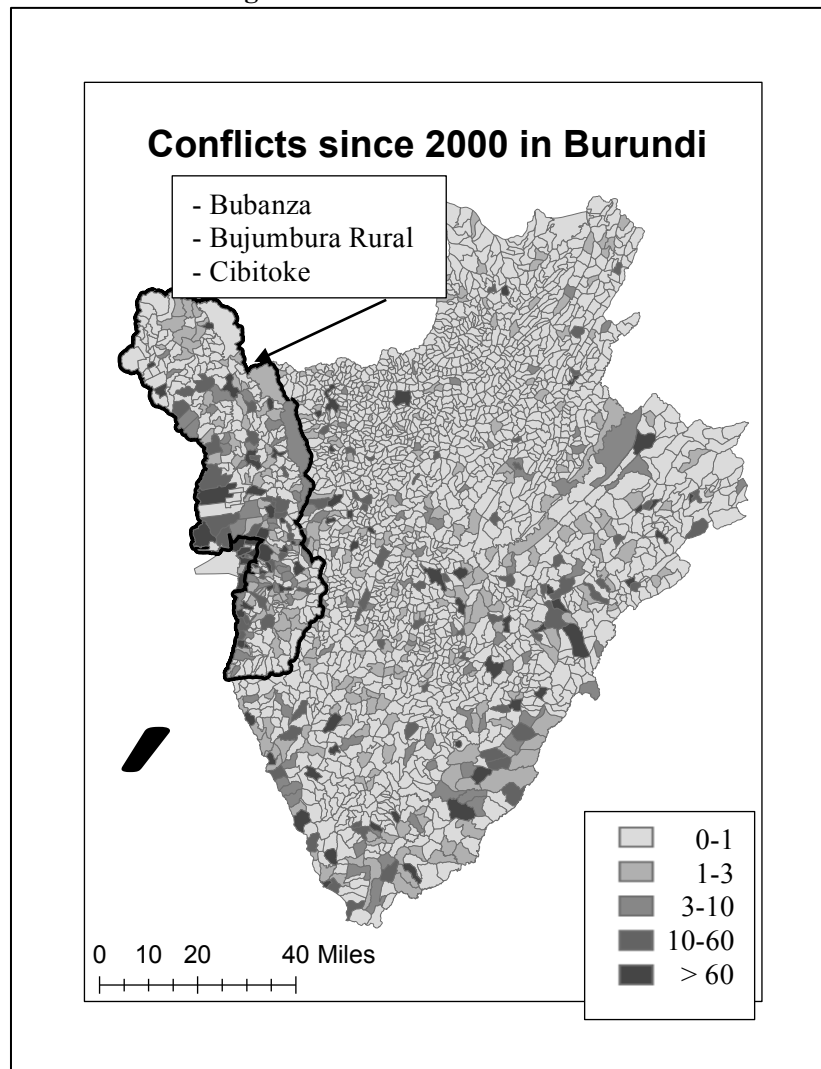 Conflicts since 2000 in Burundi
- Bubanza
- Bujumbura Rural
- Cibitoke
0-1
1-3
3-10
10-60
> 60
0 10 20 40 Miles